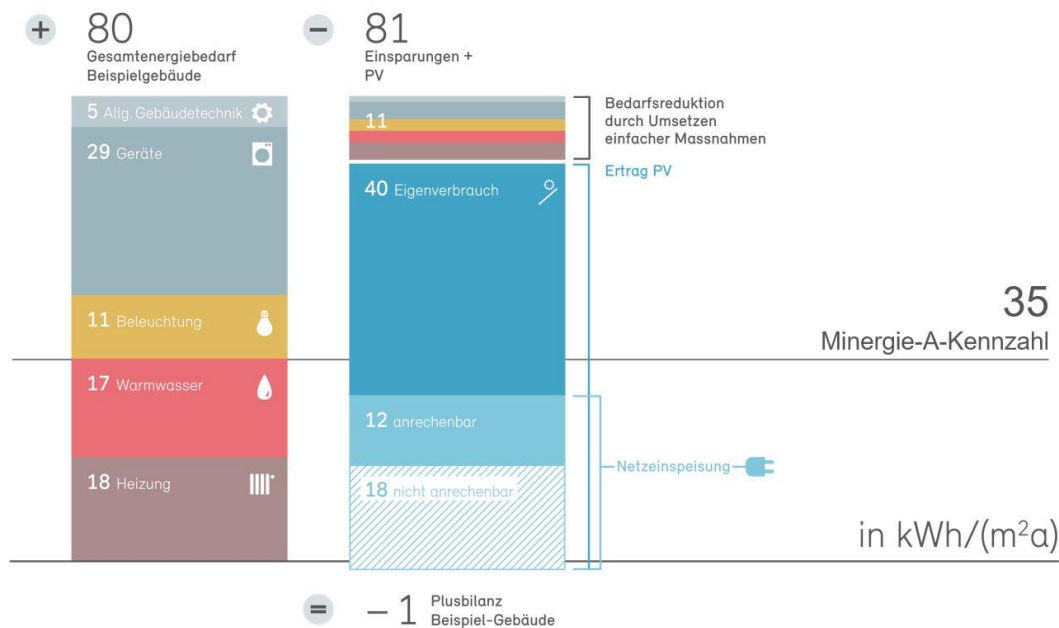 + 80
Gesamtenergiebedarf
Beispielgebäude
5 Allg. Gebäudetechnik
29 Geräte
11 Beleuchtung
17 Warmwasser
18 Heizung
– 81
Einsparungen +
PV
11
Bedarfsreduktion
durch Umsetzen
einfacher Massnahmen
Ertrag PV
40 Eigenverbrauch
12 anrechenbar
18 nicht anrechenbar
Netzeinspeisung
35
Minergie-A-Kennzahl
in kWh/(m²a)
= – 1 Plusbilanz
Beispiel-Gebäude